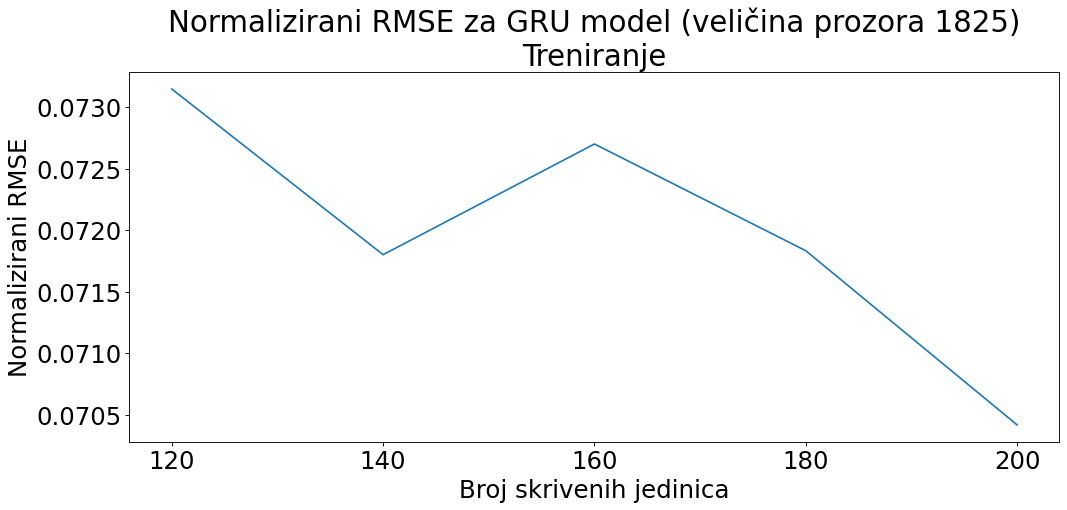 Normalizirani RMSE za GRU model (veličina prozora 1825)
Treniranje
Normalizirani RMSE
0.0730
0.0725
0.0720
0.0715
0.0710
0.0705
120 140 160 180 200
Broj skrivenih jedinica